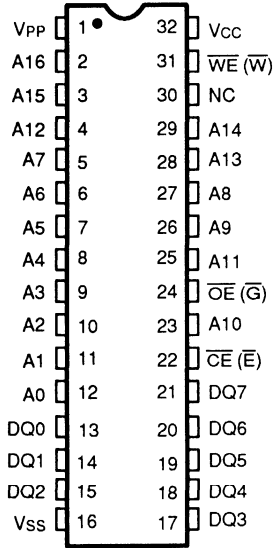 VPP 1 32 VCC
A16 2 31 W̅E̅ (W̅)
A15 3 30 NC
A12 4 29 A14
A7 5 28 A13
A6 6 27 A8
A5 7 26 A9
A4 8 25 A11
A3 9 24 O̅E̅ (G̅)
A2 10 23 A10
A1 11 22 C̅E̅ (E̅)
A0 12 21 DQ7
DQ0 13 20 DQ6
DQ1 14 19 DQ5
DQ2 15 18 DQ4
VSS 16 17 DQ3